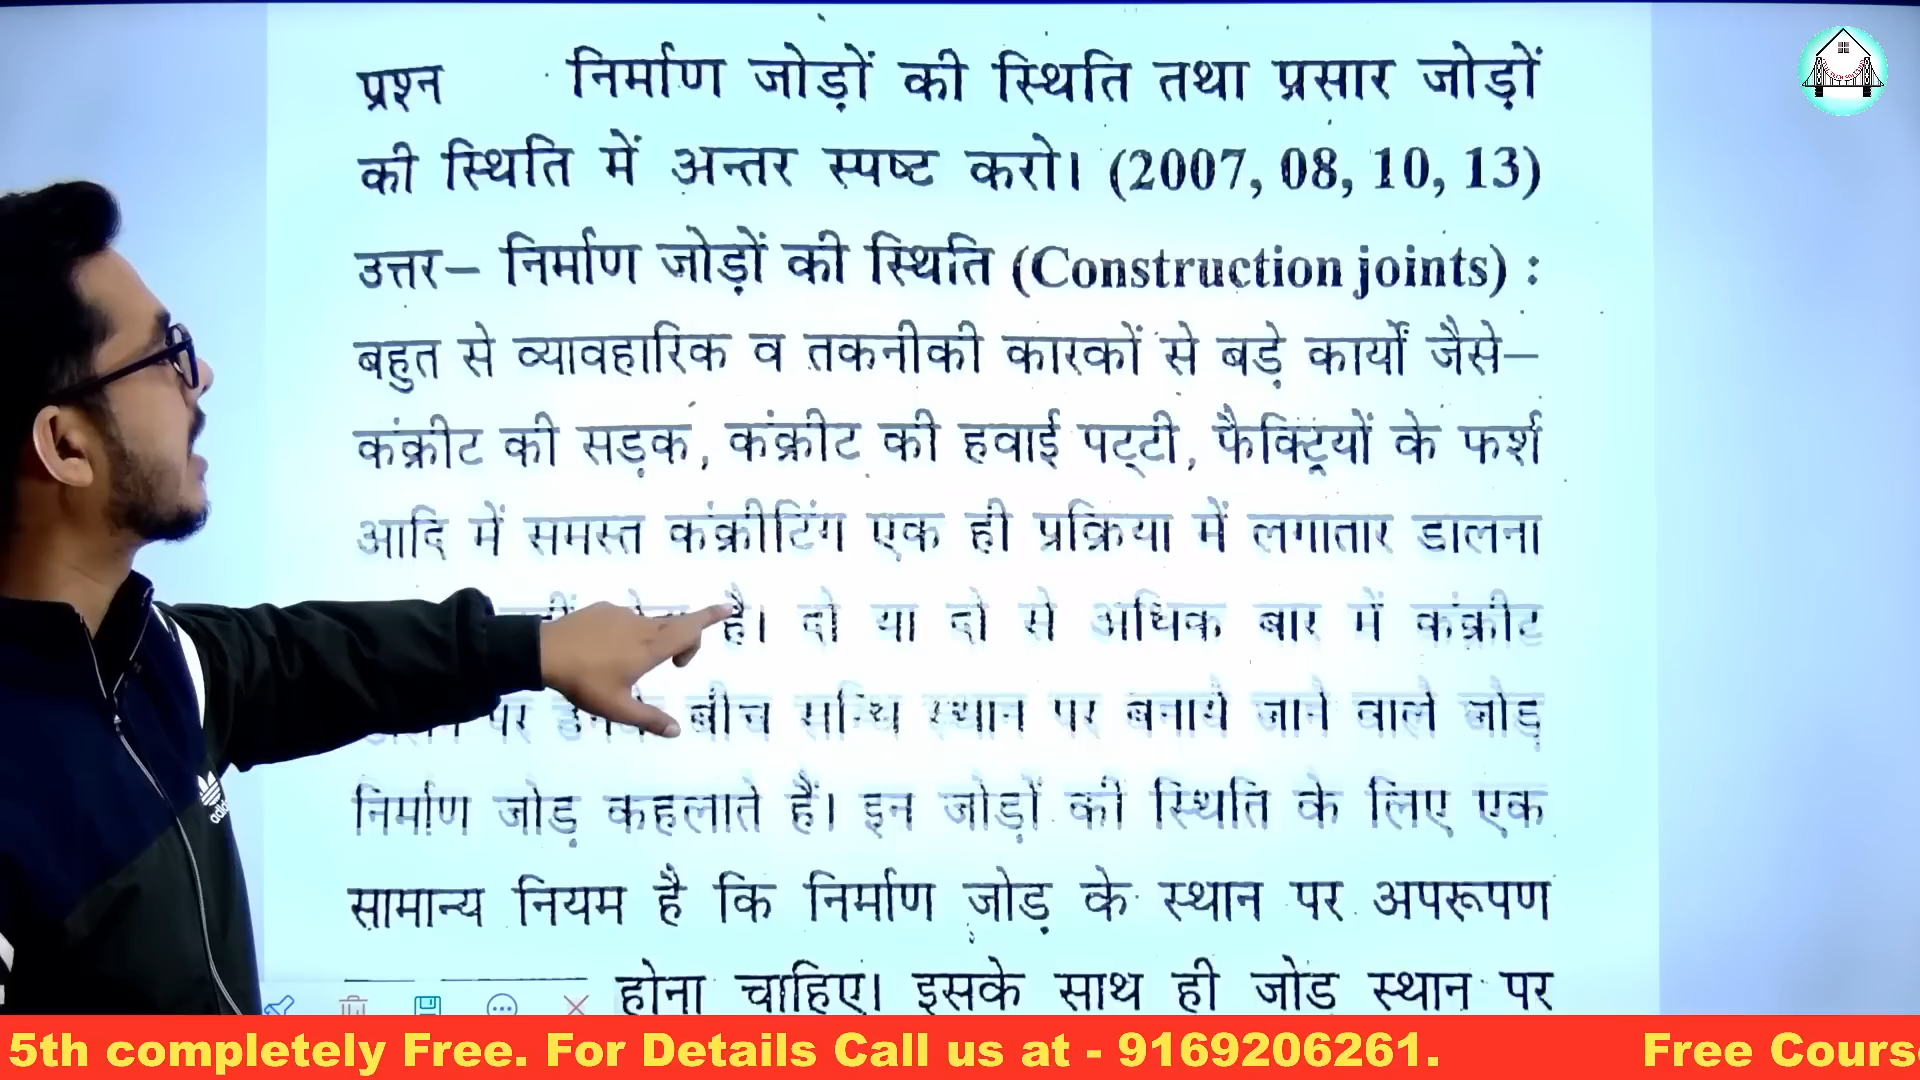 प्रश्न निर्माण जोड़ों की स्थिति तथा प्रसार जोड़ों
की स्थिति में अन्तर स्पष्ट करो। (2007, 08, 10, 13)
उत्तर– निर्माण जोड़ों की स्थिति (Construction joints) :
बहुत से व्यावहारिक व तकनीकी कारकों से बड़े कार्यों जैसे–
कंक्रीट की सड़क, कंक्रीट की हवाई पट्टी, फैक्ट्रियों के फर्श
आदि में समस्त कंक्रीटिंग एक ही प्रक्रिया में लगातार डालना
है। दो या दो से अधिक बार में कंक्रीट
पर उनके बीच सन्धि स्थान पर बनाये जाने वाले जोड़
निर्माण जोड़ कहलाते हैं। इन जोड़ों की स्थिति के लिए एक
सामान्य नियम है कि निर्माण जोड़ के स्थान पर अपरूपण
होना चाहिए। इसके साथ ही जोड़ स्थान पर
5th completely Free. For Details Call us at - 9169206261. Free Cours